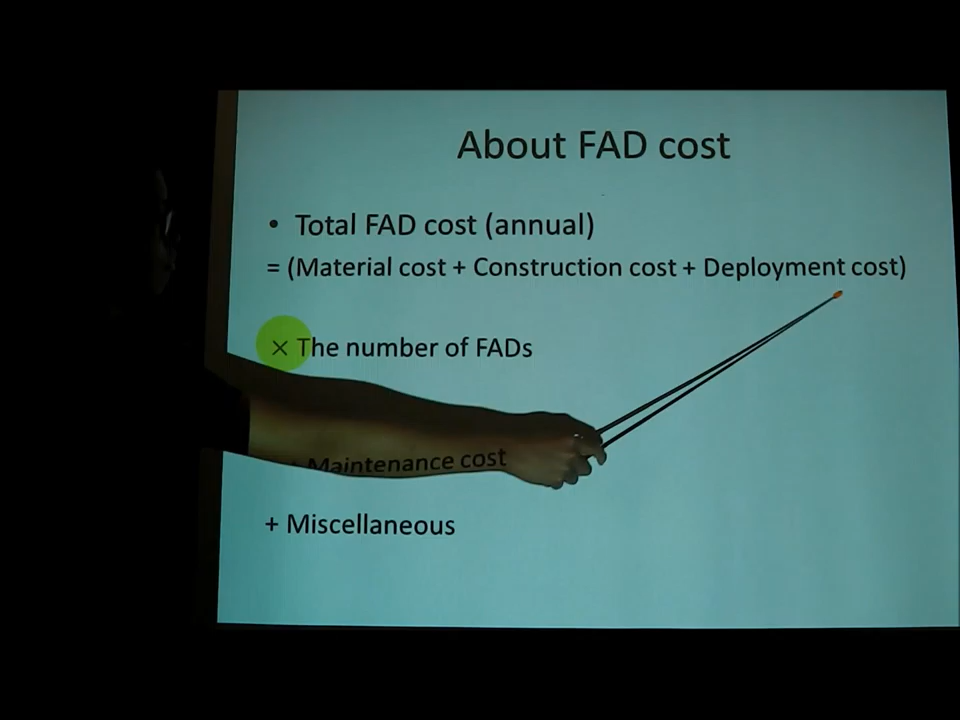 About FAD cost
• Total FAD cost (annual)
= (Material cost + Construction cost + Deployment cost)
× The number of FADs
+ Maintenance cost
+ Miscellaneous